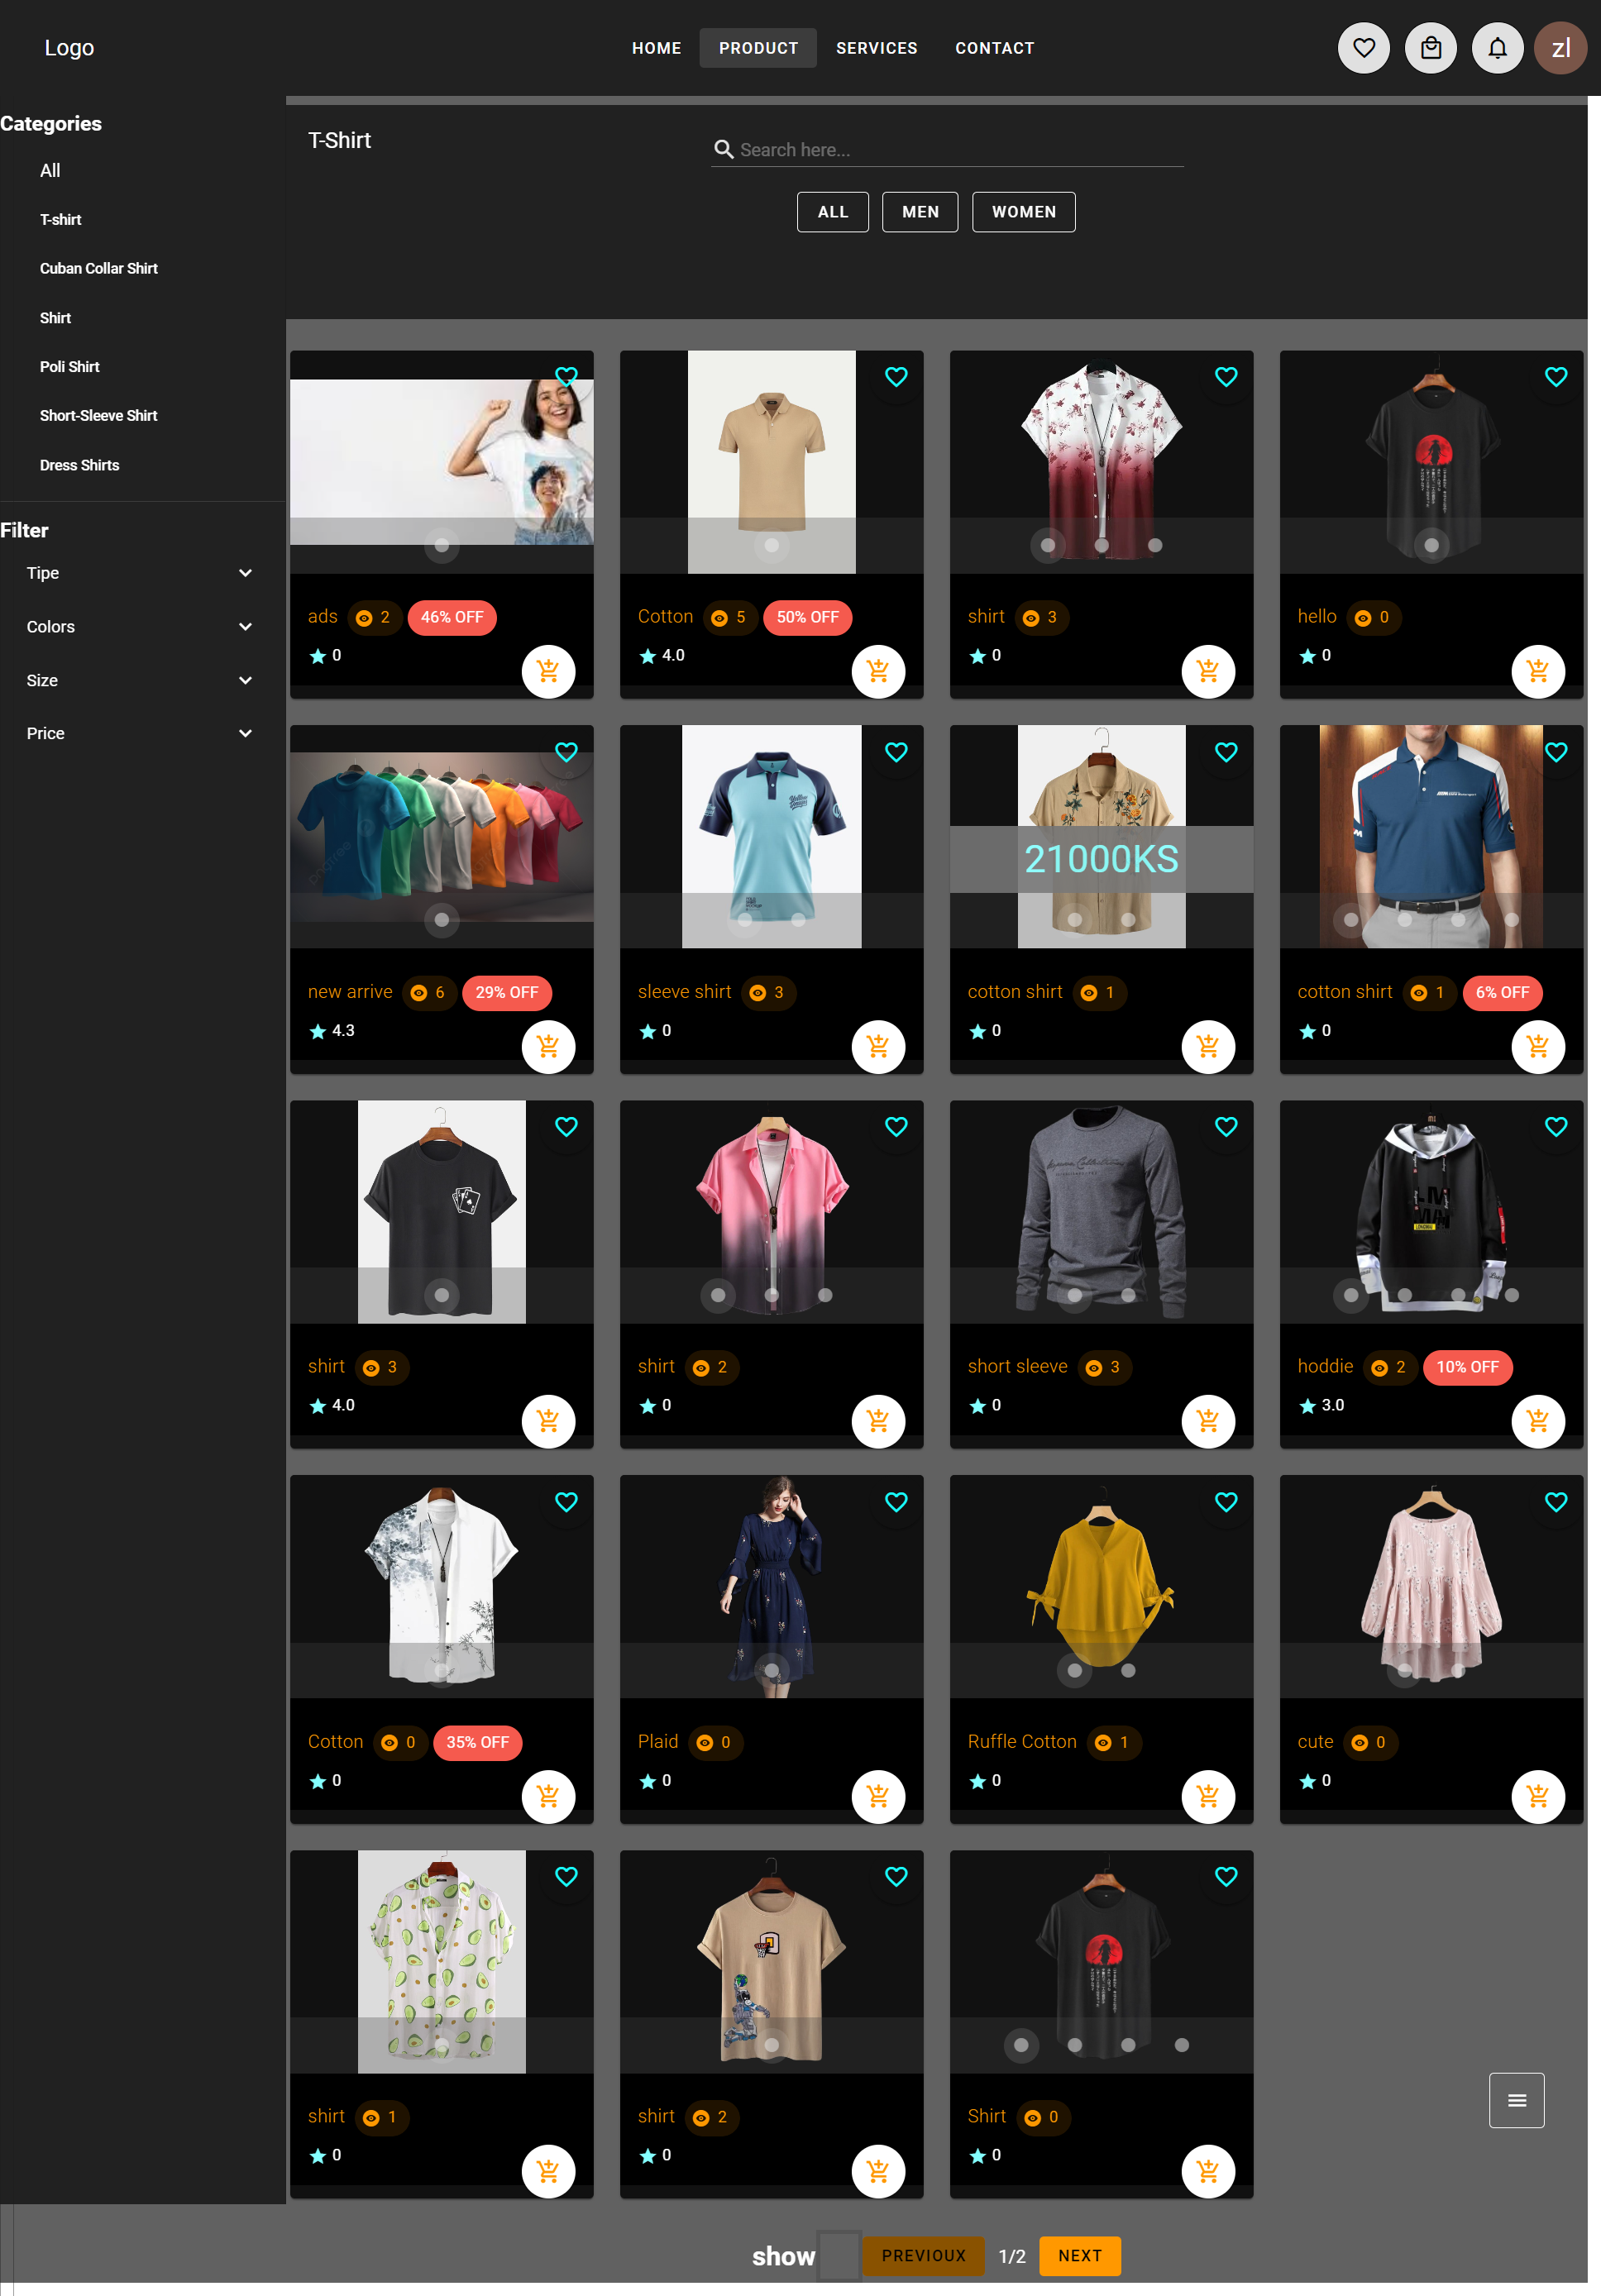 Logo
HOME PRODUCT SERVICES CONTACT
zl
Categories
All
T-shirt
Cuban Collar Shirt
Shirt
Poli Shirt
Short-Sleeve Shirt
Dress Shirts
Filter
Tipe
Colors
Size
Price
T-Shirt
Search here...
ALL MEN WOMEN
ads 2 46% OFF
0
Cotton 5 50% OFF
4.0
shirt 3
0
hello 0
0
new arrive 6 29% OFF
4.3
sleeve shirt 3
0
21000KS
cotton shirt 1
0
cotton shirt 1 6% OFF
0
shirt 3
4.0
shirt 2
0
short sleeve 3
0
hoddie 2 10% OFF
3.0
Cotton 0 35% OFF
0
Plaid 0
0
Ruffle Cotton 1
0
cute 0
0
shirt 1
0
shirt 2
0
Shirt 0
0
show PREVIOUX 1/2 NEXT